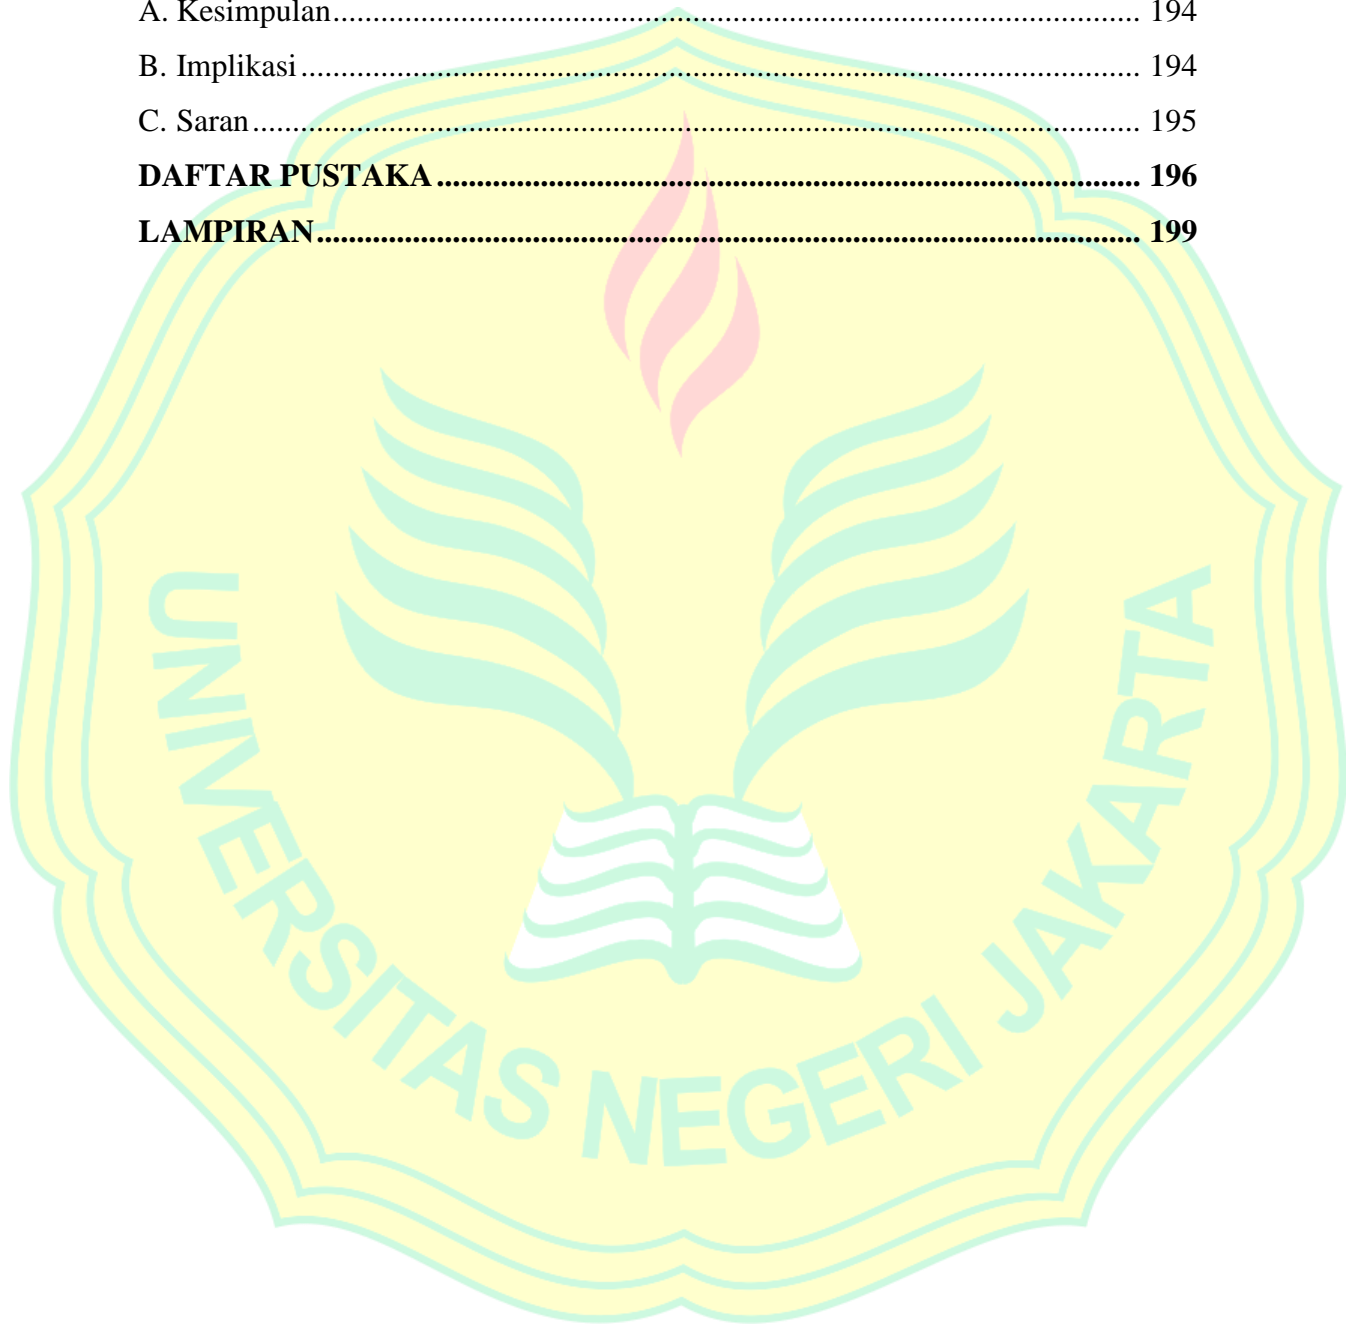 A. Kesimpulan..................................................................................................... 194
B. Implikasi......................................................................................................... 194
C. Saran............................................................................................................... 195
DAFTAR PUSTAKA........................................................................................ 196
LAMPIRAN....................................................................................................... 199
UNIVERSITAS NEGERI JAKARTA